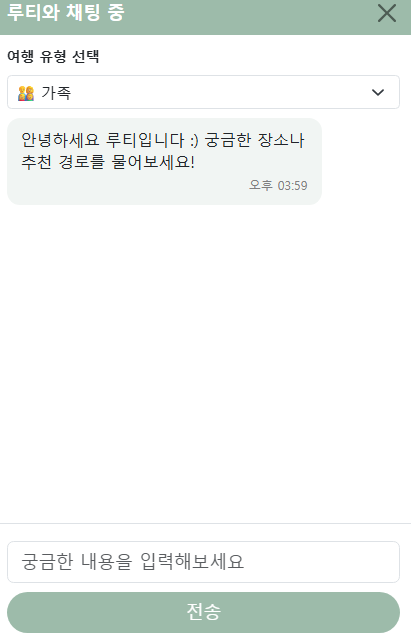 루티와 채팅 중
여행 유형 선택
가족
안녕하세요 루티입니다 :) 궁금한 장소나
추천 경로를 물어보세요!
오후 03:59
궁금한 내용을 입력해보세요
전송